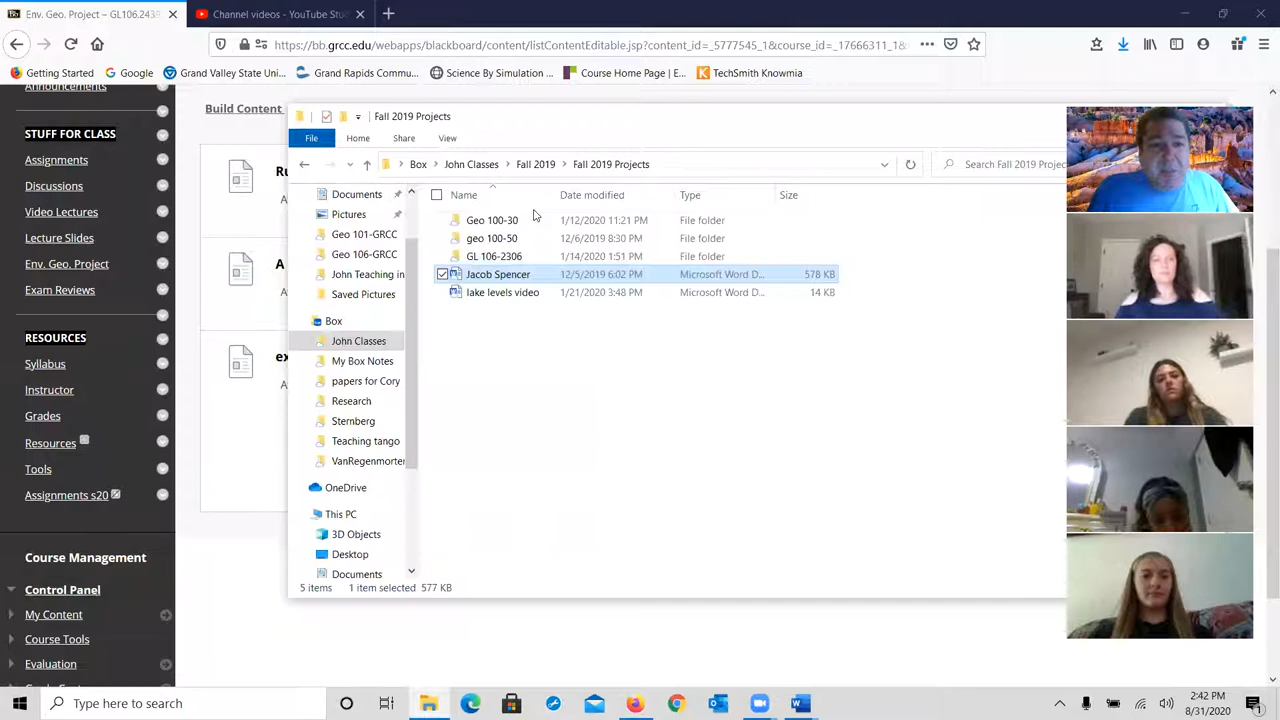 Env. Geo. Project – GL106.243
Channel videos - YouTube Stu
https://bb.grcc.edu/webapps/blackboard/content/listContentEditable.jsp?content_id=_5777545_1&course_id=_17666311_1&
Getting Started Google Grand Valley State Uni... Grand Rapids Commu... Science By Simulation ... Course Home Page | E... TechSmith Knowmia
Announcements
STUFF FOR CLASS
Assignments
Discussions
Video Lectures
Lecture Slides
Env. Geo. Project
Exam Reviews
RESOURCES
Syllabus
Instructor
Grades
Resources
Tools
Assignments s20
Course Management
Control Panel
My Content
Course Tools
Evaluation
Build Content
R
A
A
A
ex
A
Fall 2019 Projects
File Home Share View
Box John Classes Fall 2019 Fall 2019 Projects
Search Fall 2019 Projec
Documents
Pictures
Geo 101-GRCC
Geo 106-GRCC
John Teaching in
Saved Pictures
Box
John Classes
My Box Notes
papers for Cory
Research
Sternberg
Teaching tango
VanRegenmorter
OneDrive
This PC
3D Objects
Desktop
Documents
Name Date modified Type Size
Geo 100-30 1/12/2020 11:21 PM File folder
geo 100-50 12/6/2019 8:30 PM File folder
GL 106-2306 1/14/2020 1:51 PM File folder
Jacob Spencer 12/5/2019 6:02 PM Microsoft Word D... 578 KB
lake levels video 1/21/2020 3:48 PM Microsoft Word D... 14 KB
5 items 1 item selected 577 KB
Type here to search
2:42 PM
8/31/2020
1